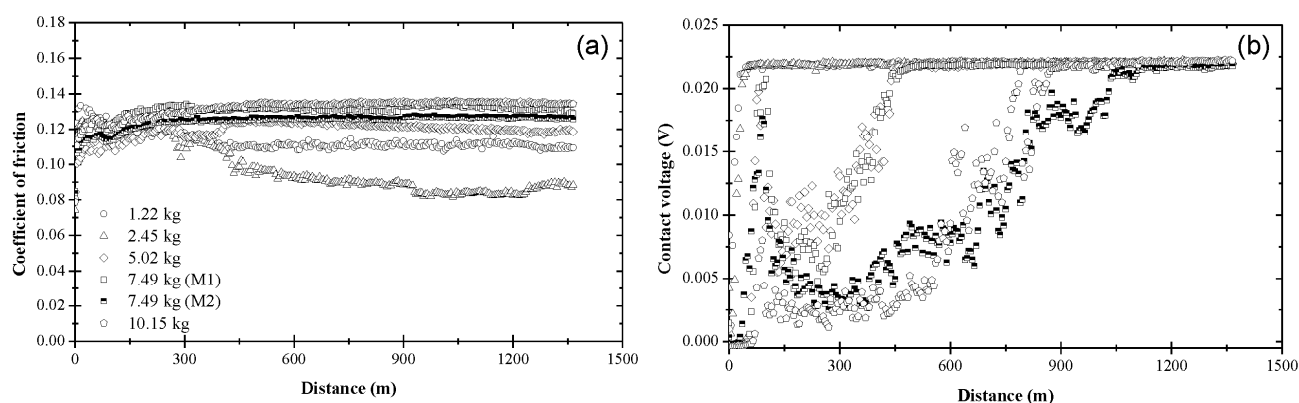 (a)
0.18
0.16
0.14
0.12
0.10
0.08
0.06
0.04
0.02
0.00
Coefficient of friction
1.22 kg
2.45 kg
5.02 kg
7.49 kg (M1)
7.49 kg (M2)
10.15 kg
0 300 600 900 1200 1500
Distance (m)
(b)
0.025
0.020
0.015
0.010
0.005
0.000
Contact voltage (V)
0 300 600 900 1200 1500
Distance (m)